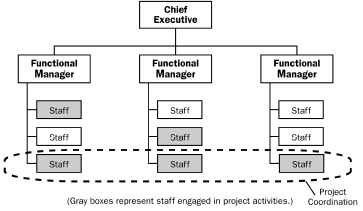 Chief
Executive
Functional
Manager
Functional
Manager
Functional
Manager
Staff
Staff
Staff
Staff
Staff
Staff
Staff
Staff
Staff
Project
Coordination
(Gray boxes represent staff engaged in project activities.)